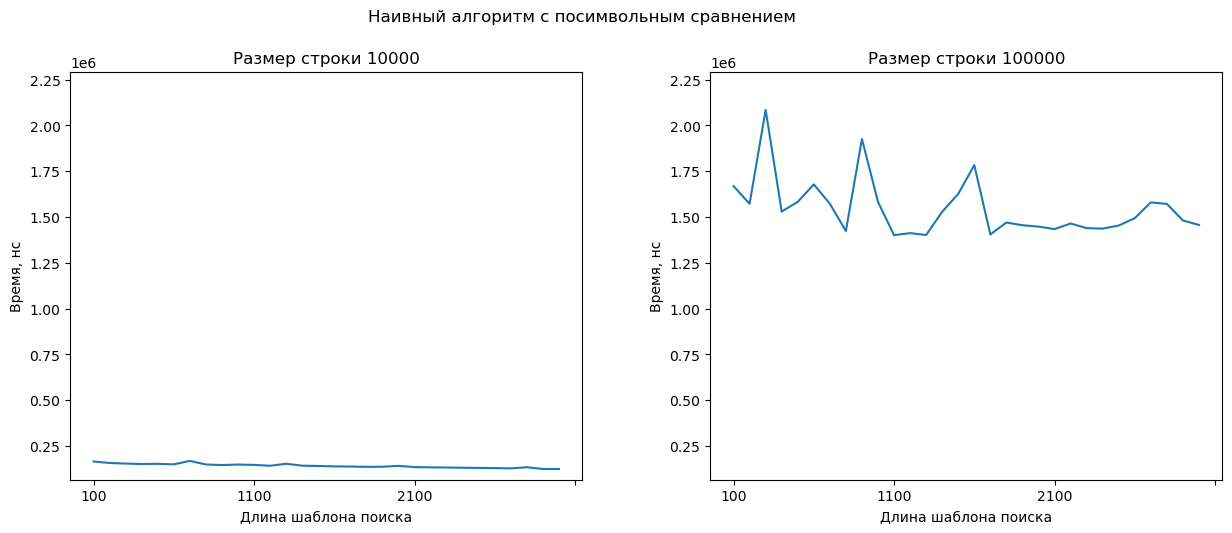 Наивный алгоритм с посимвольным сравнением
Размер строки 10000
1e6
2.25
2.00
1.75
1.50
1.25
1.00
0.75
0.50
0.25
Время, нс
100 1100 2100
Длина шаблона поиска
Размер строки 100000
1e6
2.25
2.00
1.75
1.50
1.25
1.00
0.75
0.50
0.25
Время, нс
100 1100 2100
Длина шаблона поиска